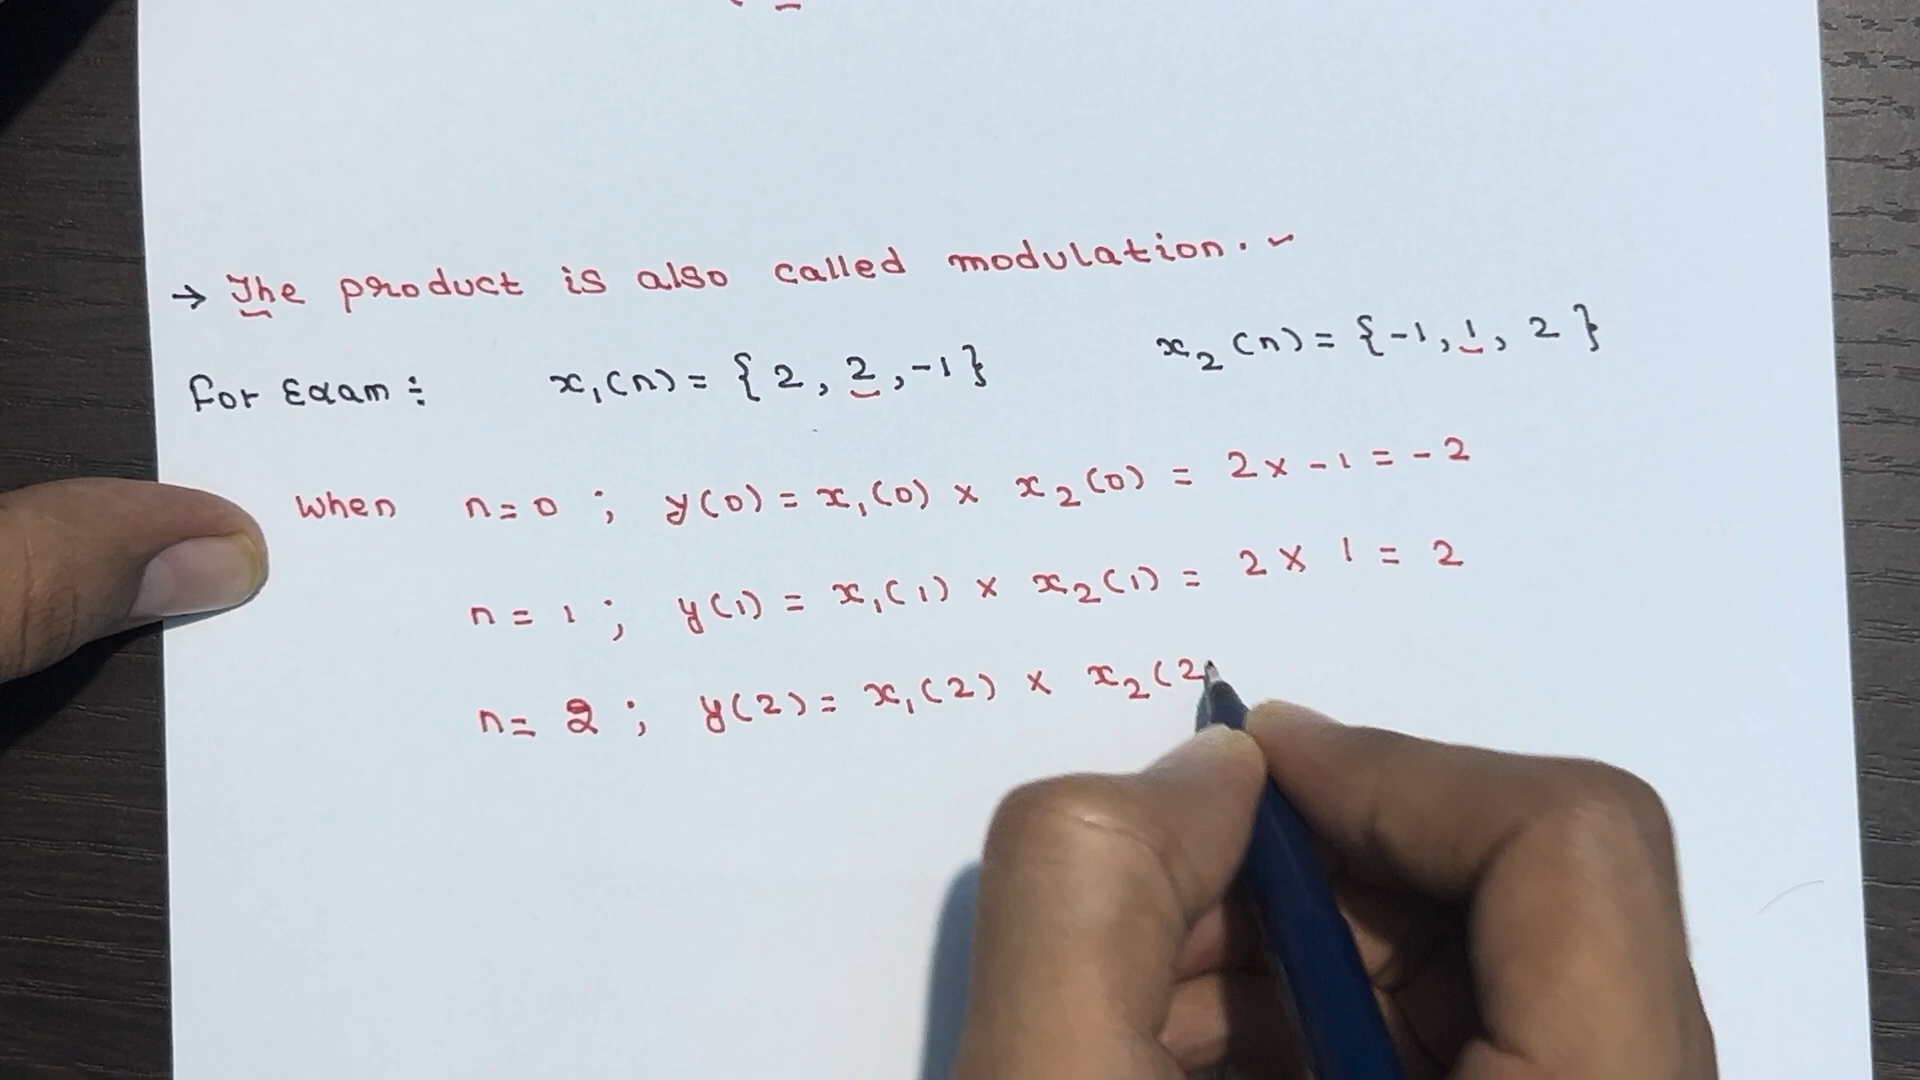 → The product is also called modulation.
For Exam: x₁(n) = {2, 2, -1} x₂(n) = {-1, 1, 2}
When n=0 ; y(0) = x₁(0) × x₂(0) = 2 × -1 = -2
n = 1 ; y(1) = x₁(1) × x₂(1) = 2 × 1 = 2
n = 2 ; y(2) = x₁(2) × x₂(2